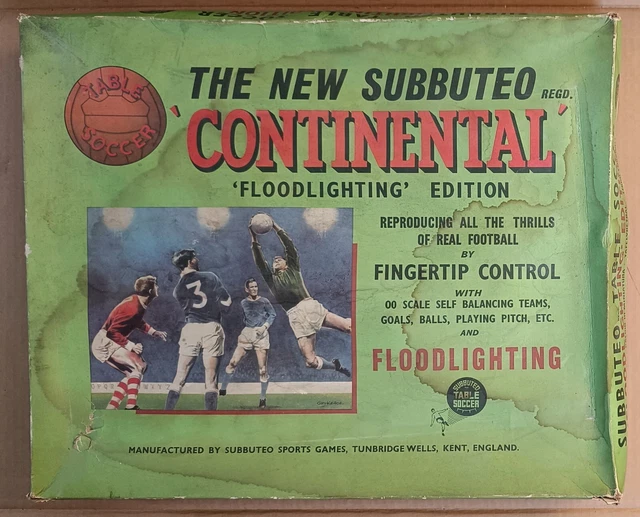 TABLE
SOCCER
THE NEW SUBBUTEO REGD.
'CONTINENTAL'
'FLOODLIGHTING' EDITION
REPRODUCING ALL THE THRILLS
OF REAL FOOTBALL
BY
FINGERTIP CONTROL
WITH
OO SCALE SELF BALANCING TEAMS,
GOALS, BALLS, PLAYING PITCH, ETC.
AND
FLOODLIGHTING
3
SUBBUTEO
TABLE
SOCCER
MANUFACTURED BY SUBBUTEO SPORTS GAMES, TUNBRIDGE WELLS, KENT, ENGLAND.
SUBBUTEO TABLE SOC